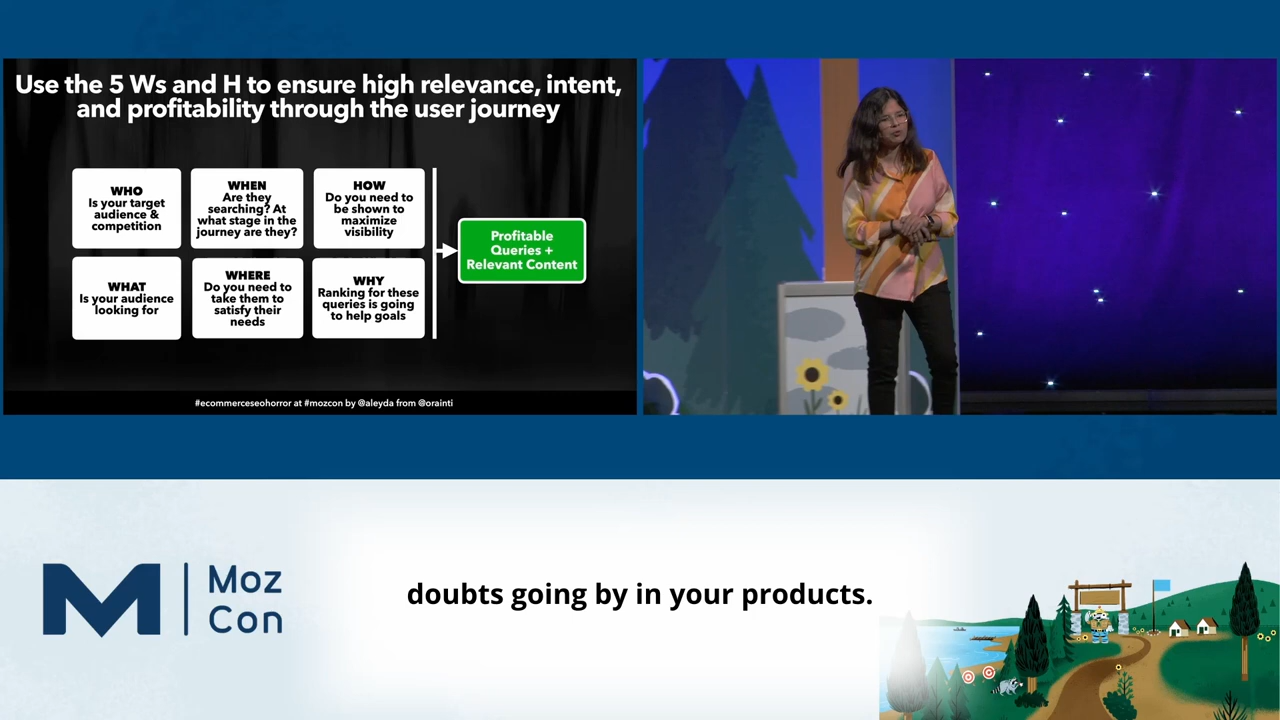 Use the 5 Ws and H to ensure high relevance, intent,
and profitability through the user journey
WHO
Is your target
audience &
competition
WHEN
Are they
searching? At
what stage in the
journey are they?
HOW
Do you need to
be shown to
maximize
visibility
WHAT
Is your audience
looking for
WHERE
Do you need to
take them to
satisfy their
needs
WHY
Ranking for these
queries is going
to help goals
Profitable
Queries +
Relevant Content
#ecommerceseohorror at #mozcon by @aleyda from @orainti
M
Moz
Con
doubts going by in your products.